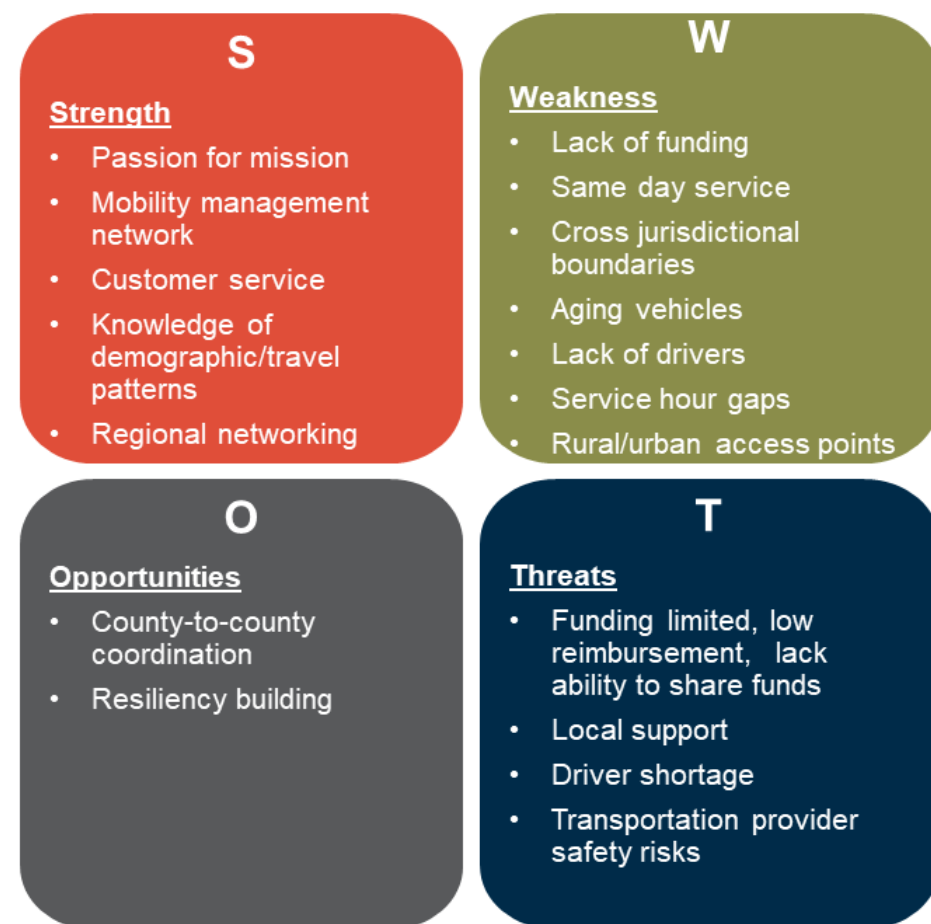 S
Strength
• Passion for mission
• Mobility management
network
• Customer service
• Knowledge of
demographic/travel
patterns
• Regional networking
W
Weakness
• Lack of funding
• Same day service
• Cross jurisdictional
boundaries
• Aging vehicles
• Lack of drivers
• Service hour gaps
• Rural/urban access points
O
Opportunities
• County-to-county
coordination
• Resiliency building
T
Threats
• Funding limited, low
reimbursement, lack
ability to share funds
• Local support
• Driver shortage
• Transportation provider
safety risks